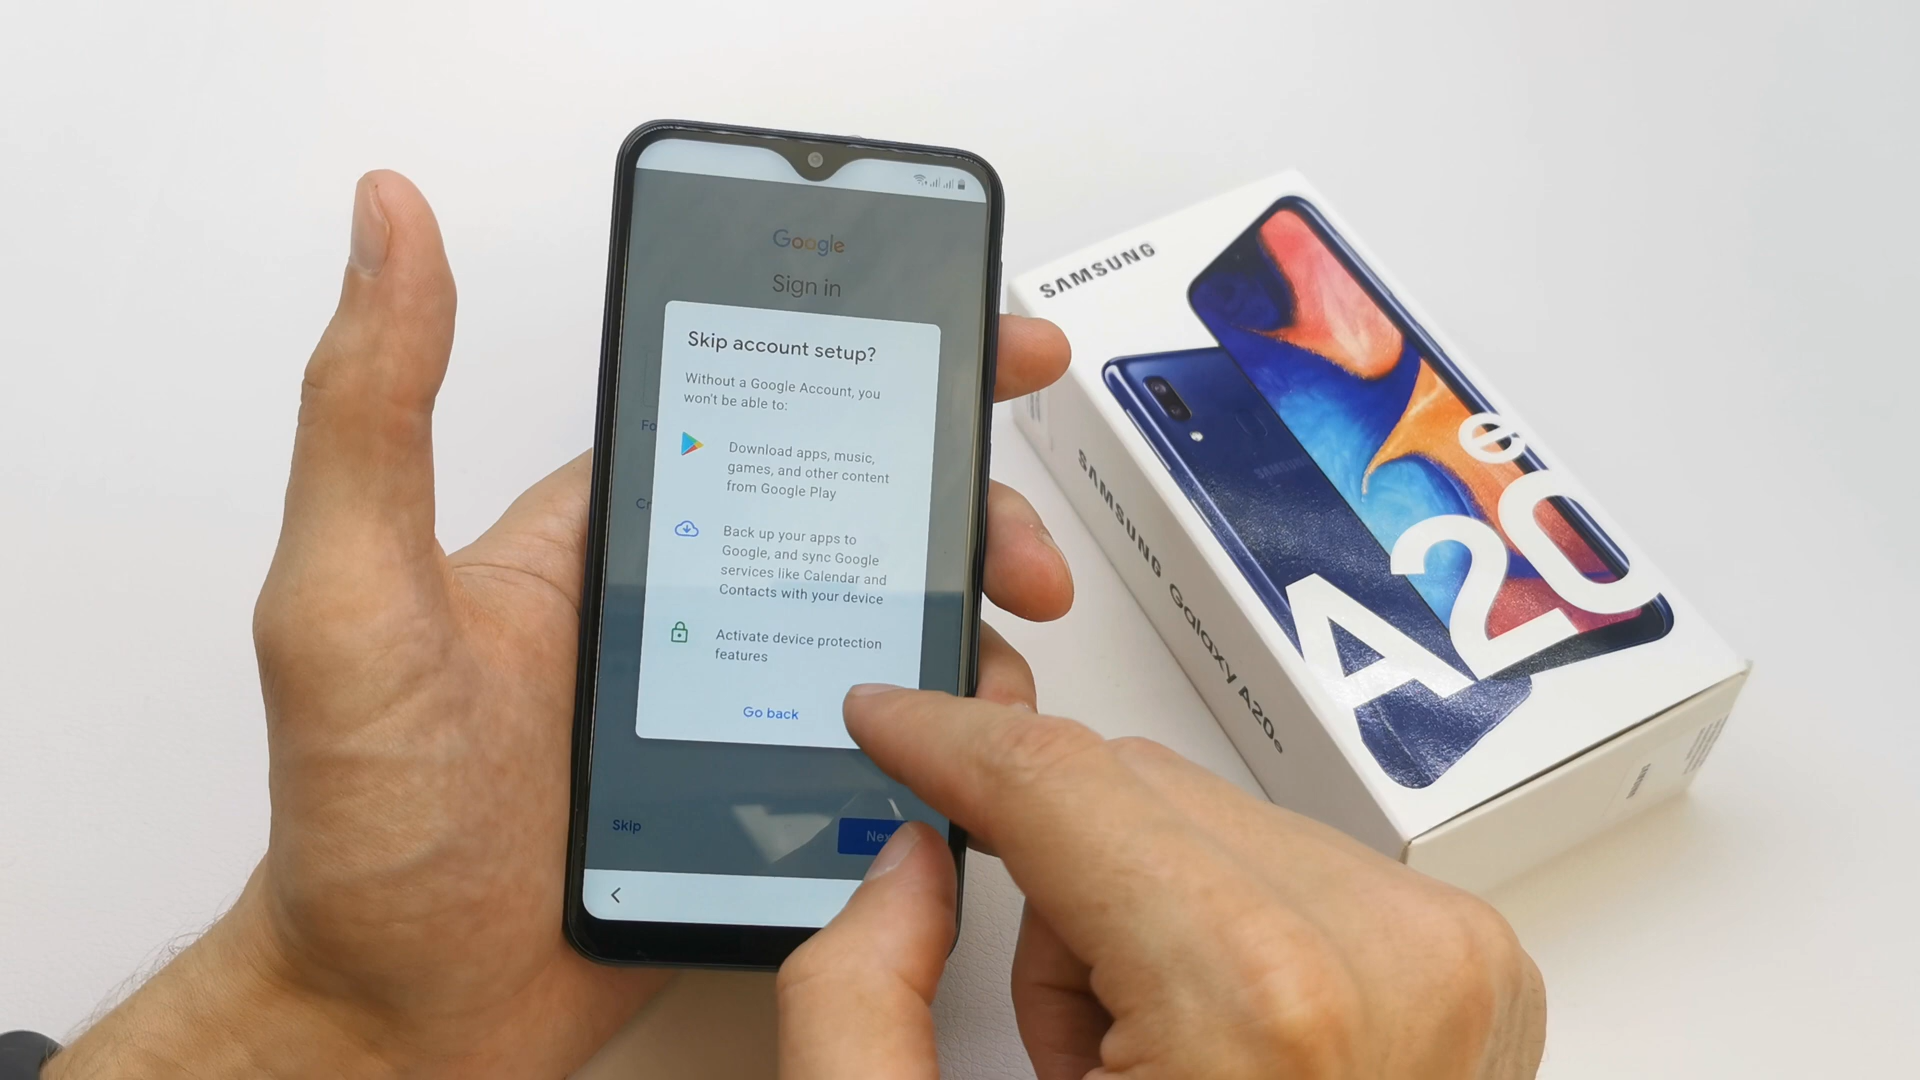 Google
Sign in
Skip account setup?
Without a Google Account, you
won't be able to:
Download apps, music,
games, and other content
from Google Play
Back up your apps to
Google, and sync Google
services like Calendar and
Contacts with your device
Activate device protection
features
Go back
Skip
SAMSUNG
SAMSUNG
A20e
SAMSUNG Galaxy A20e
SAMSUNG